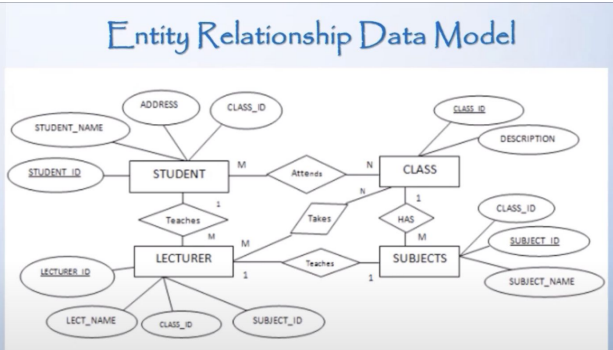 Entity Relationship Data Model
ADDRESS
CLASS_ID
STUDENT_NAME
STUDENT_ID
STUDENT
M
Attends
N
CLASS
CLASS_ID
DESCRIPTION
1
Teaches
M
Takes
N
M
1
HAS
M
LECTURER
1
Teaches
1
SUBJECTS
CLASS_ID
SUBJECT_ID
SUBJECT_NAME
LECTURER_ID
LECT_NAME
CLASS_ID
SUBJECT_ID